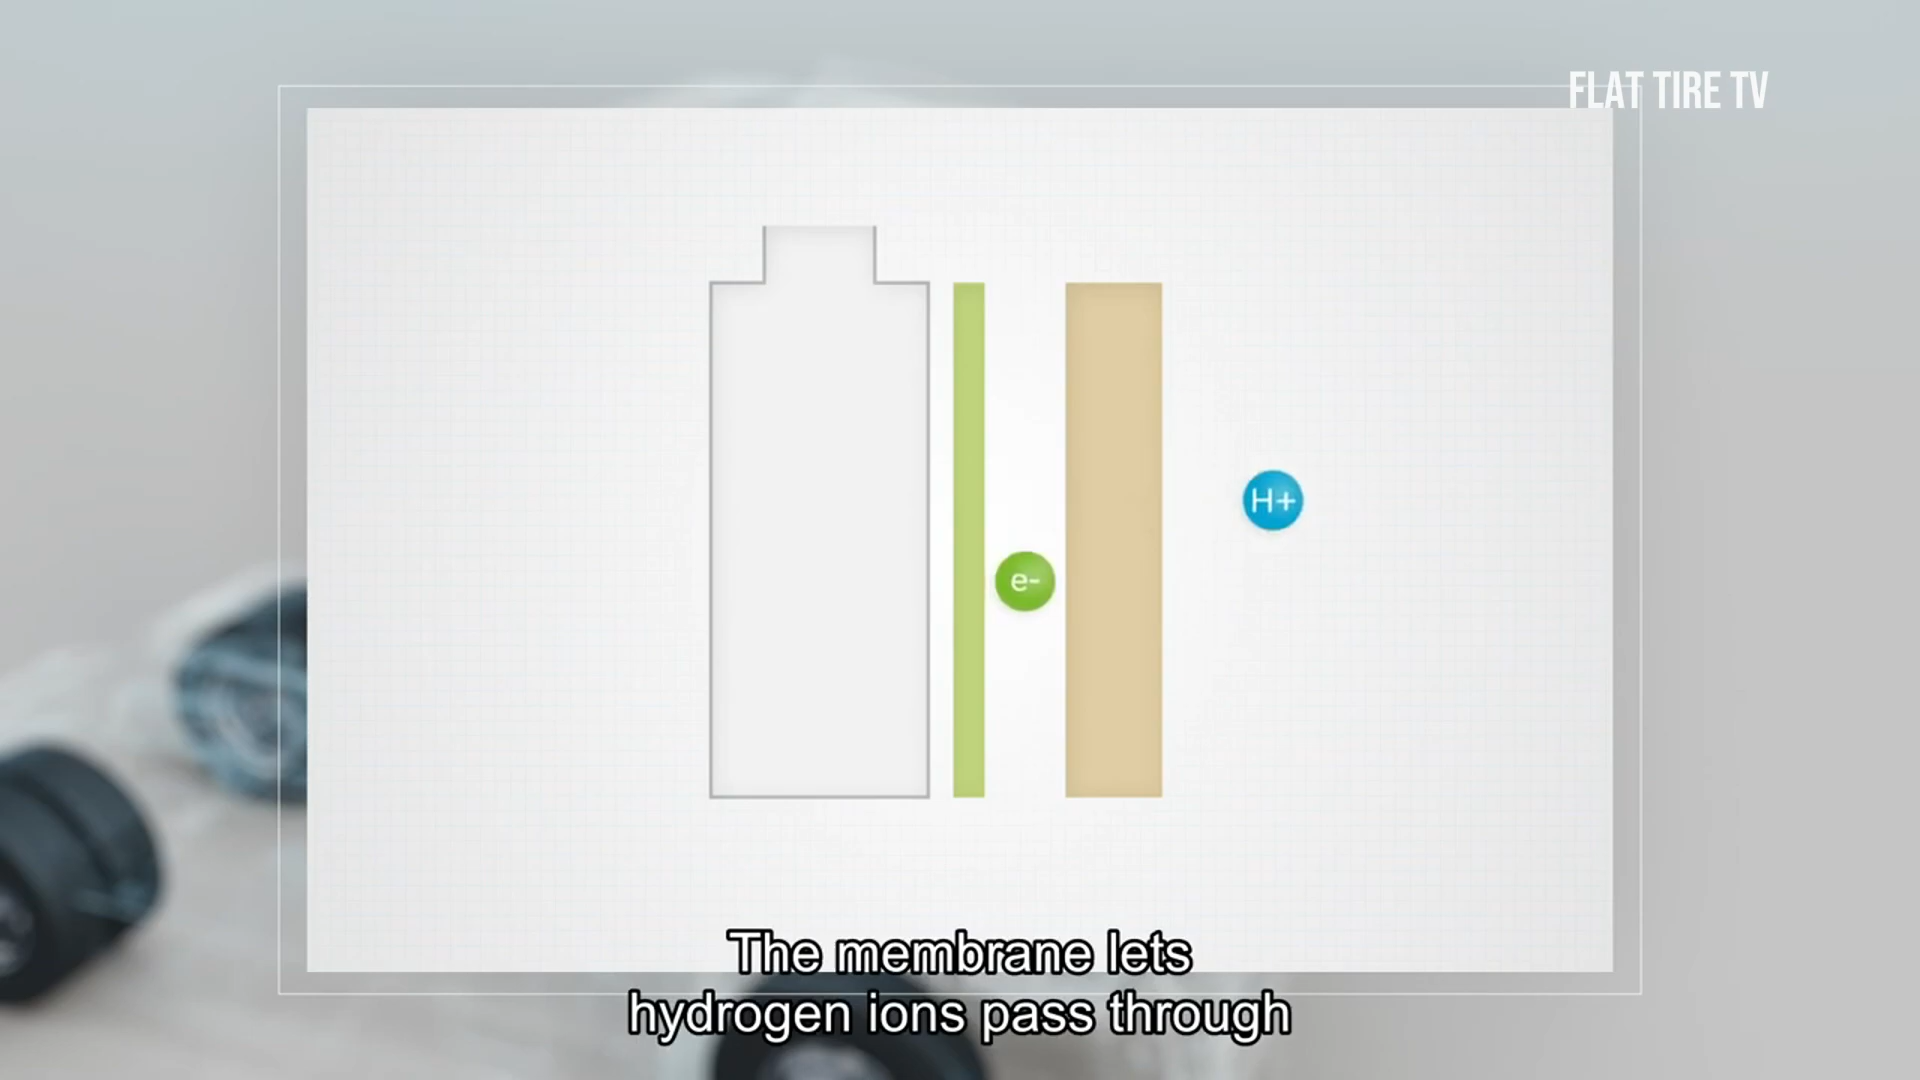 FLAT TIRE TV
H+
e-
The membrane lets
hydrogen ions pass through